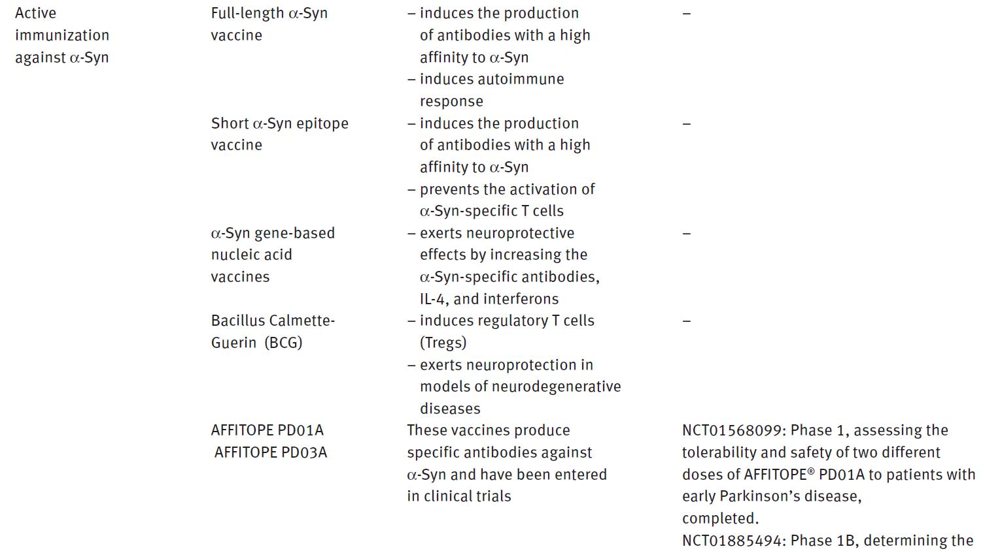 Active
immunization
against α-Syn
Full-length α-Syn
vaccine
– induces the production
of antibodies with a high
affinity to α-Syn
– induces autoimmune
response
–
Short α-Syn epitope
vaccine
– induces the production
of antibodies with a high
affinity to α-Syn
– prevents the activation of
α-Syn-specific T cells
–
α-Syn gene-based
nucleic acid
vaccines
– exerts neuroprotective
effects by increasing the
α-Syn-specific antibodies,
IL-4, and interferons
–
Bacillus Calmette-
Guerin (BCG)
– induces regulatory T cells
(Tregs)
– exerts neuroprotection in
models of neurodegenerative
diseases
–
AFFITOPE PD01A
AFFITOPE PD03A
These vaccines produce
specific antibodies against
α-Syn and have been entered
in clinical trials
NCT01568099: Phase 1, assessing the
tolerability and safety of two different
doses of AFFITOPE® PD01A to patients with
early Parkinson’s disease,
completed.
NCT01885494: Phase 1B, determining the